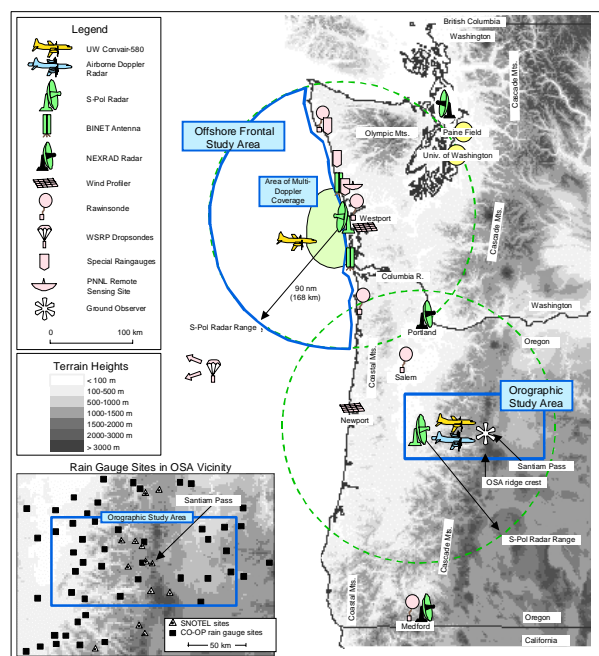 Legend
UW Convair-580
Airborne Doppler
Radar
S-Pol Radar
BINET Antenna
NEXRAD Radar
Wind Profiler
Rawinsonde
WSRP Dropsondes
Special Raingauges
PNNL Remote
Sensing Site
Ground Observer
0 100 km
Terrain Heights
< 100 m
100-500 m
500-1000 m
1000-1500 m
1500-2000 m
2000-3000 m
> 3000 m
Rain Gauge Sites in OSA Vicinity
Santiam Pass
Orographic Study Area
SNOTEL sites
CO-OP rain gauge sites
50 km
British Columbia
Washington
Cascade Mts.
Olympic Mts.
Paine Field
Univ. of Washington
Offshore Frontal
Study Area
Area of Multi-
Doppler
Coverage
Westport
90 nm
(168 km)
S-Pol Radar Range
Columbia R.
Cascade Mts.
Washington
Oregon
Portland
Coastal Mts.
Salem
Newport
Orographic
Study Area
Santiam Pass
OSA ridge crest
S-Pol Radar Range
Cascade Mts.
Coastal Mts.
Medford
Oregon
California